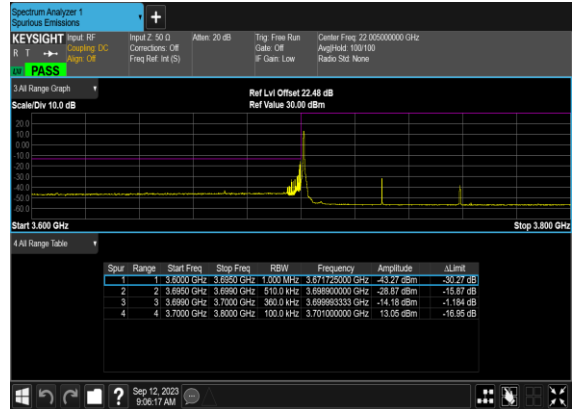 Spectrum Analyzer 1
Spurious Emissions
+
KEYSIGHT Input: RF
R T
Coupling: DC
Align: Off
Input Z: 50 Ω
Corrections: Off
Freq Ref: Int (S)
Atten: 20 dB
Trig: Free Run
Gate: Off
IF Gain: Low
Center Freq: 22.005000000 GHz
Avg|Hold: 100/100
Radio Std: None
PASS
3 All Range Graph
Ref Lvl Offset 22.48 dB
Scale/Div 10.0 dB
Ref Value 30.00 dBm
20.0
10.0
0.00
-10.0
-20.0
-30.0
-40.0
-50.0
-60.0
Start 3.600 GHz
Stop 3.800 GHz
4 All Range Table
Spur Range Start Freq Stop Freq RBW Frequency Amplitude ΔLimit
1 1 3.6000 GHz 3.6950 GHz 1.000 MHz 3.671725000 GHz -43.27 dBm -30.27 dB
2 2 3.6950 GHz 3.6990 GHz 510.0 kHz 3.698900000 GHz -28.87 dBm -15.87 dB
3 3 3.6990 GHz 3.7000 GHz 360.0 kHz 3.699993333 GHz -14.18 dBm -1.184 dB
4 4 3.7000 GHz 3.8000 GHz 100.0 kHz 3.701000000 GHz 13.05 dBm -16.95 dB
?
Sep 12, 2023
9:06:17 AM